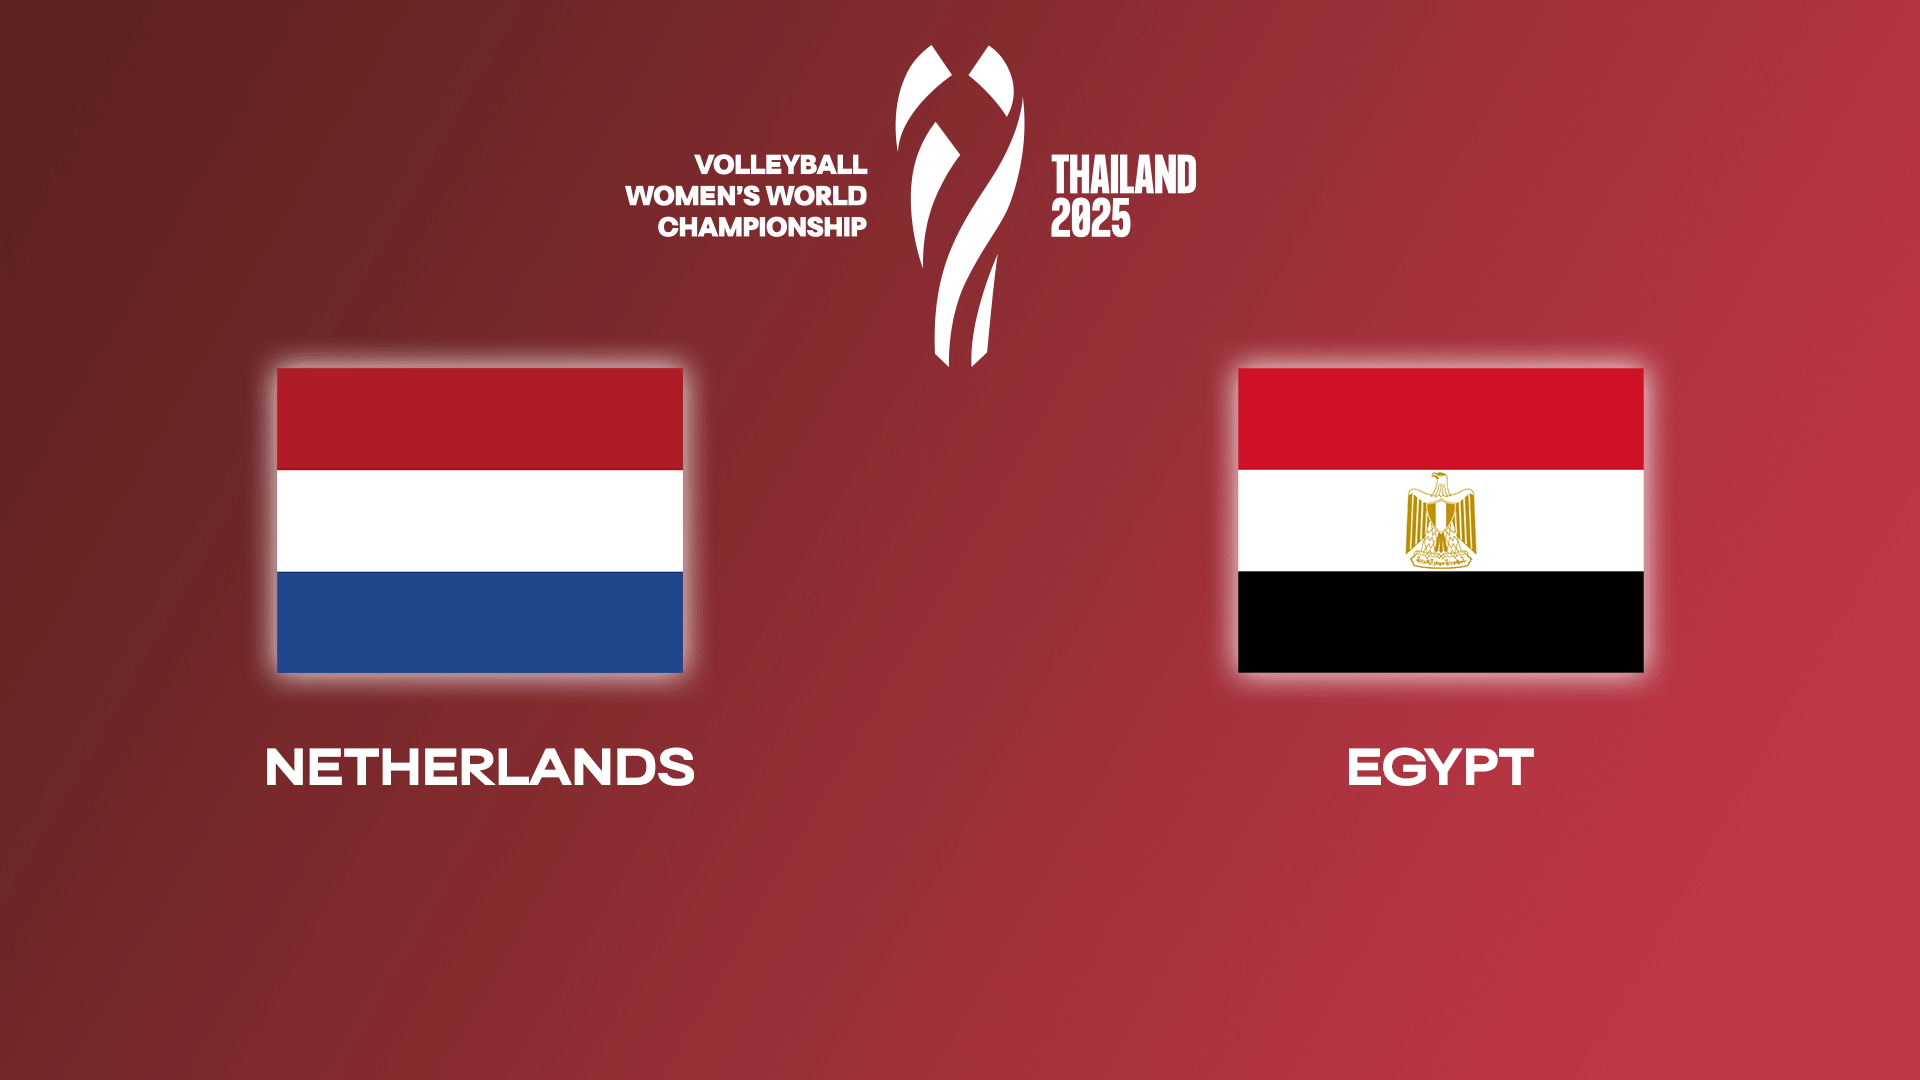 VOLLEYBALL
WOMEN'S WORLD
CHAMPIONSHIP
THAILAND
2025
NETHERLANDS
EGYPT